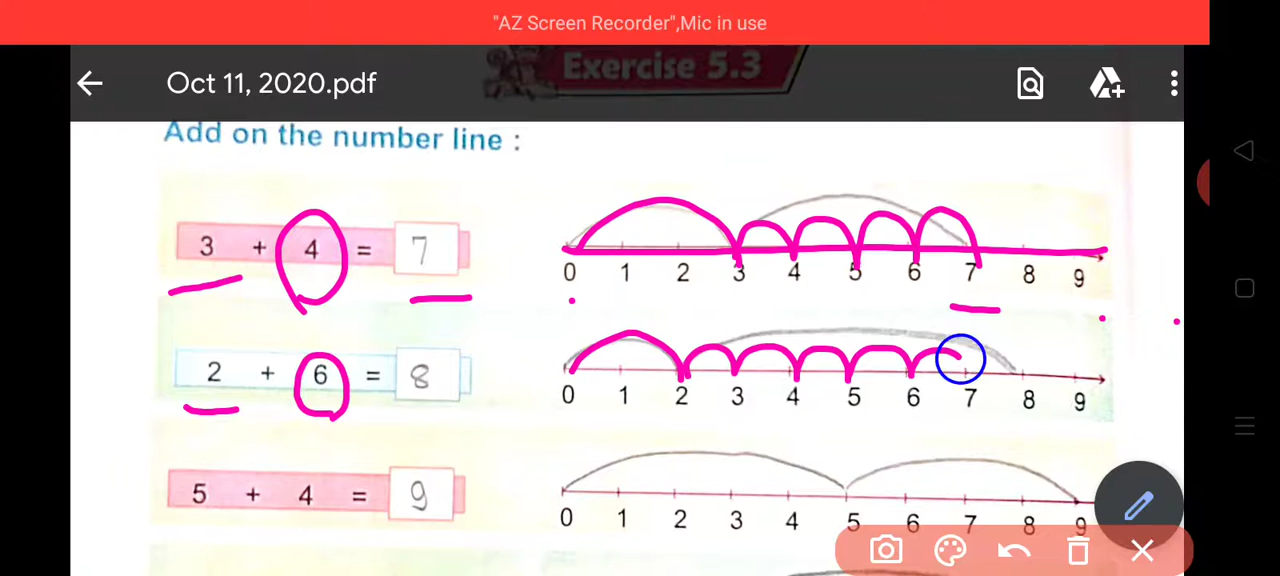 "AZ Screen Recorder",Mic in use
Exercise 5.3
Oct 11, 2020.pdf
Add on the number line :
3 + 4 = 7
0 1 2 3 4 5 6 7 8 9
2 + 6 = 8
0 1 2 3 4 5 6 7 8 9
5 + 4 = 9
0 1 2 3 4 5 6 7 8 9